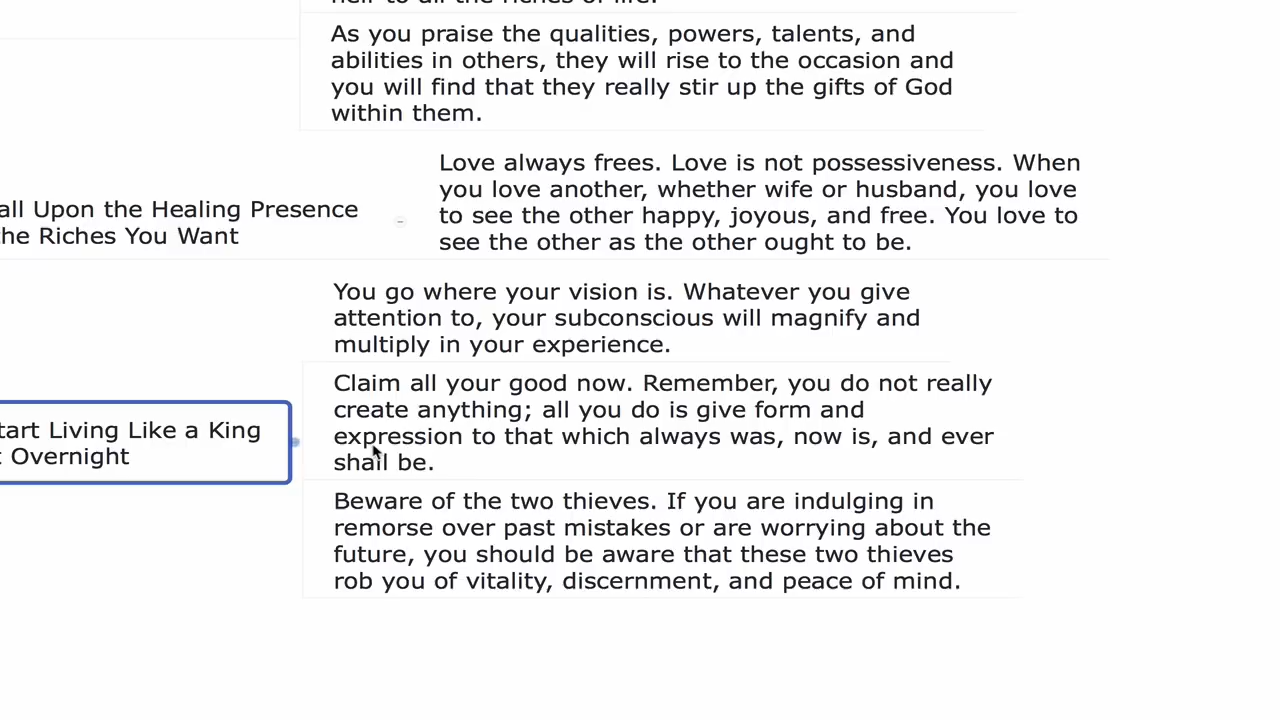 As you praise the qualities, powers, talents, and
abilities in others, they will rise to the occasion and
you will find that they really stir up the gifts of God
within them.
all Upon the Healing Presence
the Riches You Want
Love always frees. Love is not possessiveness. When
you love another, whether wife or husband, you love
to see the other happy, joyous, and free. You love to
see the other as the other ought to be.
You go where your vision is. Whatever you give
attention to, your subconscious will magnify and
multiply in your experience.
tart Living Like a King
Overnight
Claim all your good now. Remember, you do not really
create anything; all you do is give form and
expression to that which always was, now is, and ever
shall be.
Beware of the two thieves. If you are indulging in
remorse over past mistakes or are worrying about the
future, you should be aware that these two thieves
rob you of vitality, discernment, and peace of mind.